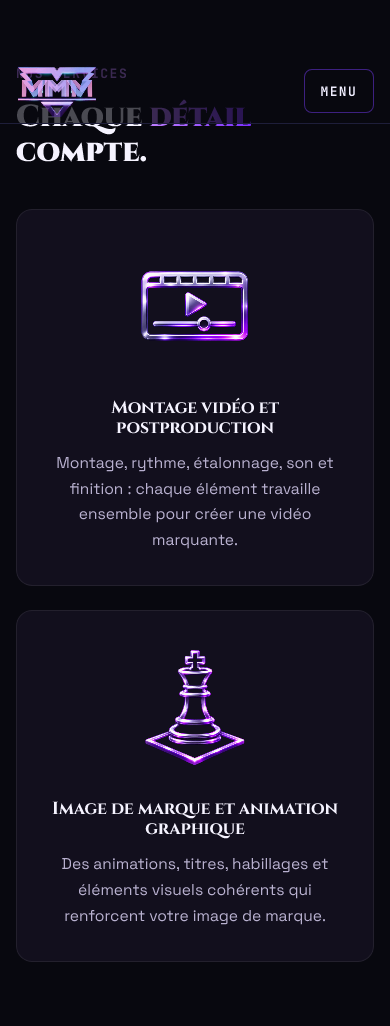 MMM
MENU
Chaque détail
compte.
Montage vidéo et
postproduction
Montage, rythme, étalonnage, son et
finition : chaque élément travaille
ensemble pour créer une vidéo
marquante.
Image de marque et animation
graphique
Des animations, titres, habillages et
éléments visuels cohérents qui
renforcent votre image de marque.